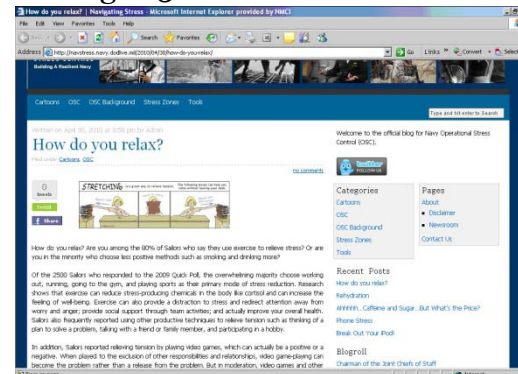 How do you relax? | Navigating Stress - Microsoft Internet Explorer provided by NMCI
File Edit View Favorites Tools Help
Back Search Favorites
Address http://navstress.navy.dodlive.mil/2010/04/30/how-do-you-relax/ Go Links » Convert Select
Building A Resilient Navy
Cartoons OSC OSC Background Stress Zones Tools
Type and hit enter to Search
Written on April 30, 2010 at 3:58 pm by Admin
How do you relax?
Filed under Cartoons, OSC
no comments
0
tweets
tweet
Share
STRETCHING
Welcome to the official blog for Navy Operational Stress
Control (OSC).
twitter
FOLLOW US
Categories
Cartoons
OSC
OSC Background
Stress Zones
Tools
Pages
About
Disclaimer
Newsroom
Contact Us
How do you relax? Are you among the 80% of Sailors who say they use exercise to relieve stress? Or are
you in the minority who choose less positive methods such as smoking and drinking more?
Of the 2500 Sailors who responded to the 2009 Quick Poll, the overwhelming majority choose working
out, running, going to the gym, and playing sports as their primary mode of stress reduction. Research
shows that exercise can reduce stress-producing chemicals in the body like cortisol and can increase the
feeling of well-being. Exercise can also provide a distraction to stress and redirect attention away from
worry and anger; provide social support through team activities; and actually improve your overall health.
Sailors also frequently reported using other productive techniques to relieve tension such as thinking of a
plan to solve a problem, talking with a friend or family member, and participating in a hobby.
In addition, Sailors reported relieving tension by playing video games, which can actually be a positive or a
negative. When played to the exclusion of other responsibilities and relationships, video game-playing can
become the problem rather than a release from the problem. But in moderation, video games and other
Recent Posts
How do you relax?
Rehydration
Ahhhhh...Caffeine and Sugar...But What's the Price?
Phone Stress
Break Out Your iPod!
Blogroll
Chairman of the Joint Chiefs of Staff